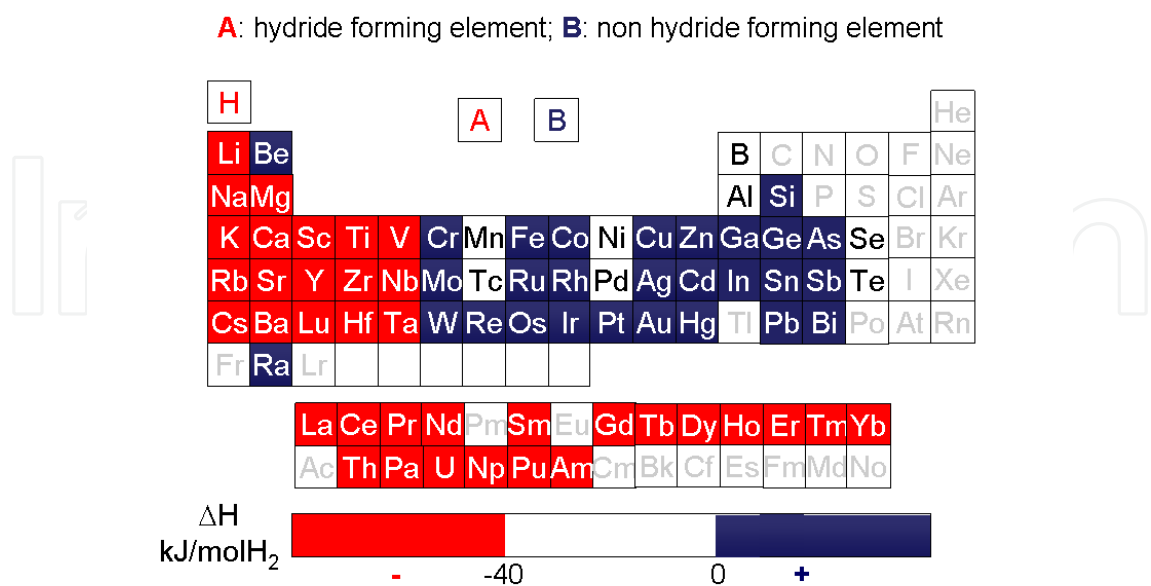 A: hydride forming element; B: non hydride forming element
H He
A B
Li Be B C N O F Ne
Na Mg Al Si P S Cl Ar
K Ca Sc Ti V Cr Mn Fe Co Ni Cu Zn Ga Ge As Se Br Kr
Rb Sr Y Zr Nb Mo Tc Ru Rh Pd Ag Cd In Sn Sb Te I Xe
Cs Ba Lu Hf Ta W Re Os Ir Pt Au Hg Tl Pb Bi Po At Rn
Fr Ra Lr
La Ce Pr Nd Pm Sm Eu Gd Tb Dy Ho Er Tm Yb
Ac Th Pa U Np Pu Am Cm Bk Cf Es Fm Md No
ΔH
kJ/molH₂
- -40 0 +